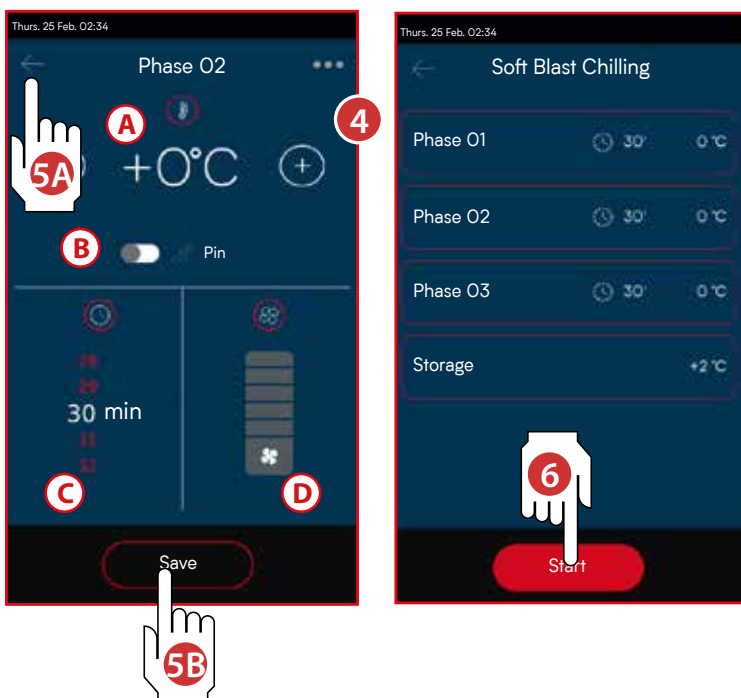 Thurs. 25 Feb. 02:34
Phase 02
A
4
5A
+0°C
B
Pin
28
29
30 min
31
32
C
D
Save
5B
Thurs. 25 Feb. 02:34
Soft Blast Chilling
Phase 01 30' 0 °C
Phase 02 30' 0 °C
Phase 03 30' 0 °C
Storage +2 °C
6
Start